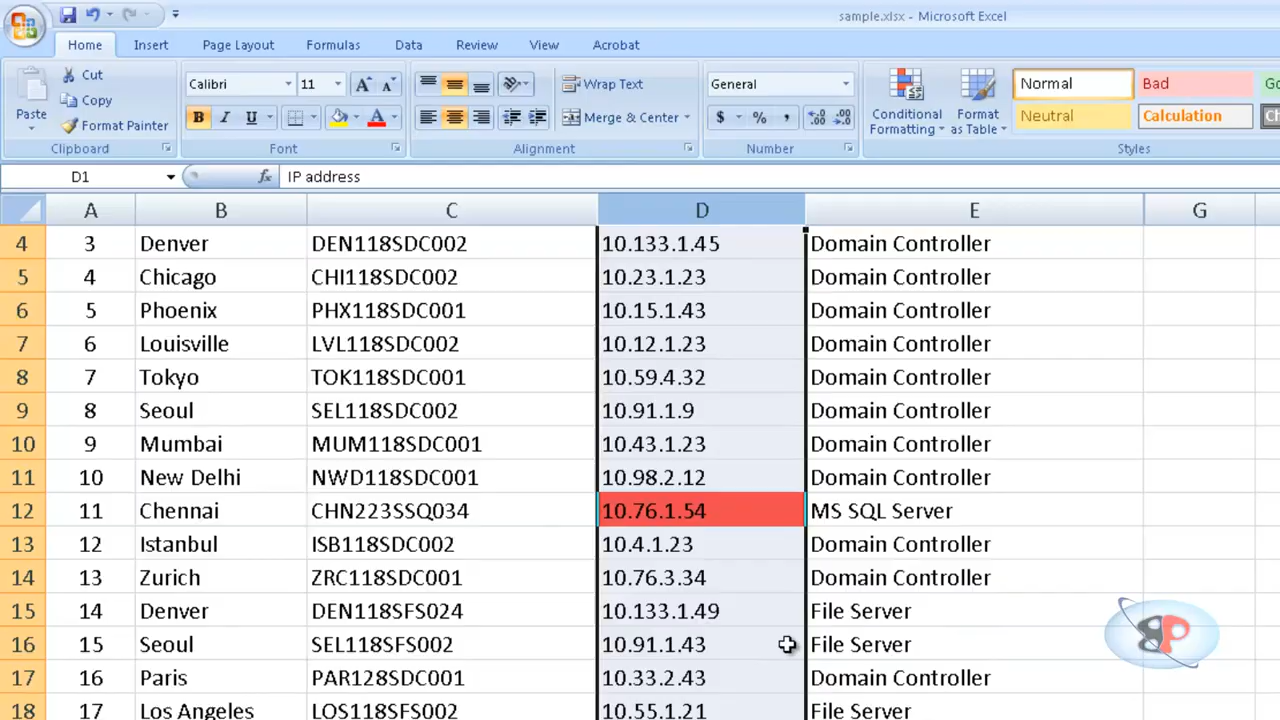 sample.xlsx - Microsoft Excel
Home Insert Page Layout Formulas Data Review View Acrobat
Cut
Copy
Format Painter
Paste
Clipboard
Calibri 11
B I U
Font
Wrap Text
Merge & Center
Alignment
General
$ % ,
Number
Conditional Formatting
Format as Table
Normal Bad
Neutral Calculation
Styles
D1 fx IP address
A B C D E G
4 3 Denver DEN118SDC002 10.133.1.45 Domain Controller
5 4 Chicago CHI118SDC002 10.23.1.23 Domain Controller
6 5 Phoenix PHX118SDC001 10.15.1.43 Domain Controller
7 6 Louisville LVL118SDC002 10.12.1.23 Domain Controller
8 7 Tokyo TOK118SDC001 10.59.4.32 Domain Controller
9 8 Seoul SEL118SDC002 10.91.1.9 Domain Controller
10 9 Mumbai MUM118SDC001 10.43.1.23 Domain Controller
11 10 New Delhi NWD118SDC001 10.98.2.12 Domain Controller
12 11 Chennai CHN223SSQ034 10.76.1.54 MS SQL Server
13 12 Istanbul ISB118SDC002 10.4.1.23 Domain Controller
14 13 Zurich ZRC118SDC001 10.76.3.34 Domain Controller
15 14 Denver DEN118SFS024 10.133.1.49 File Server
16 15 Seoul SEL118SFS002 10.91.1.43 File Server
17 16 Paris PAR128SDC001 10.33.2.43 Domain Controller
18 17 Los Angeles LOS118SFS002 10.55.1.21 File Server